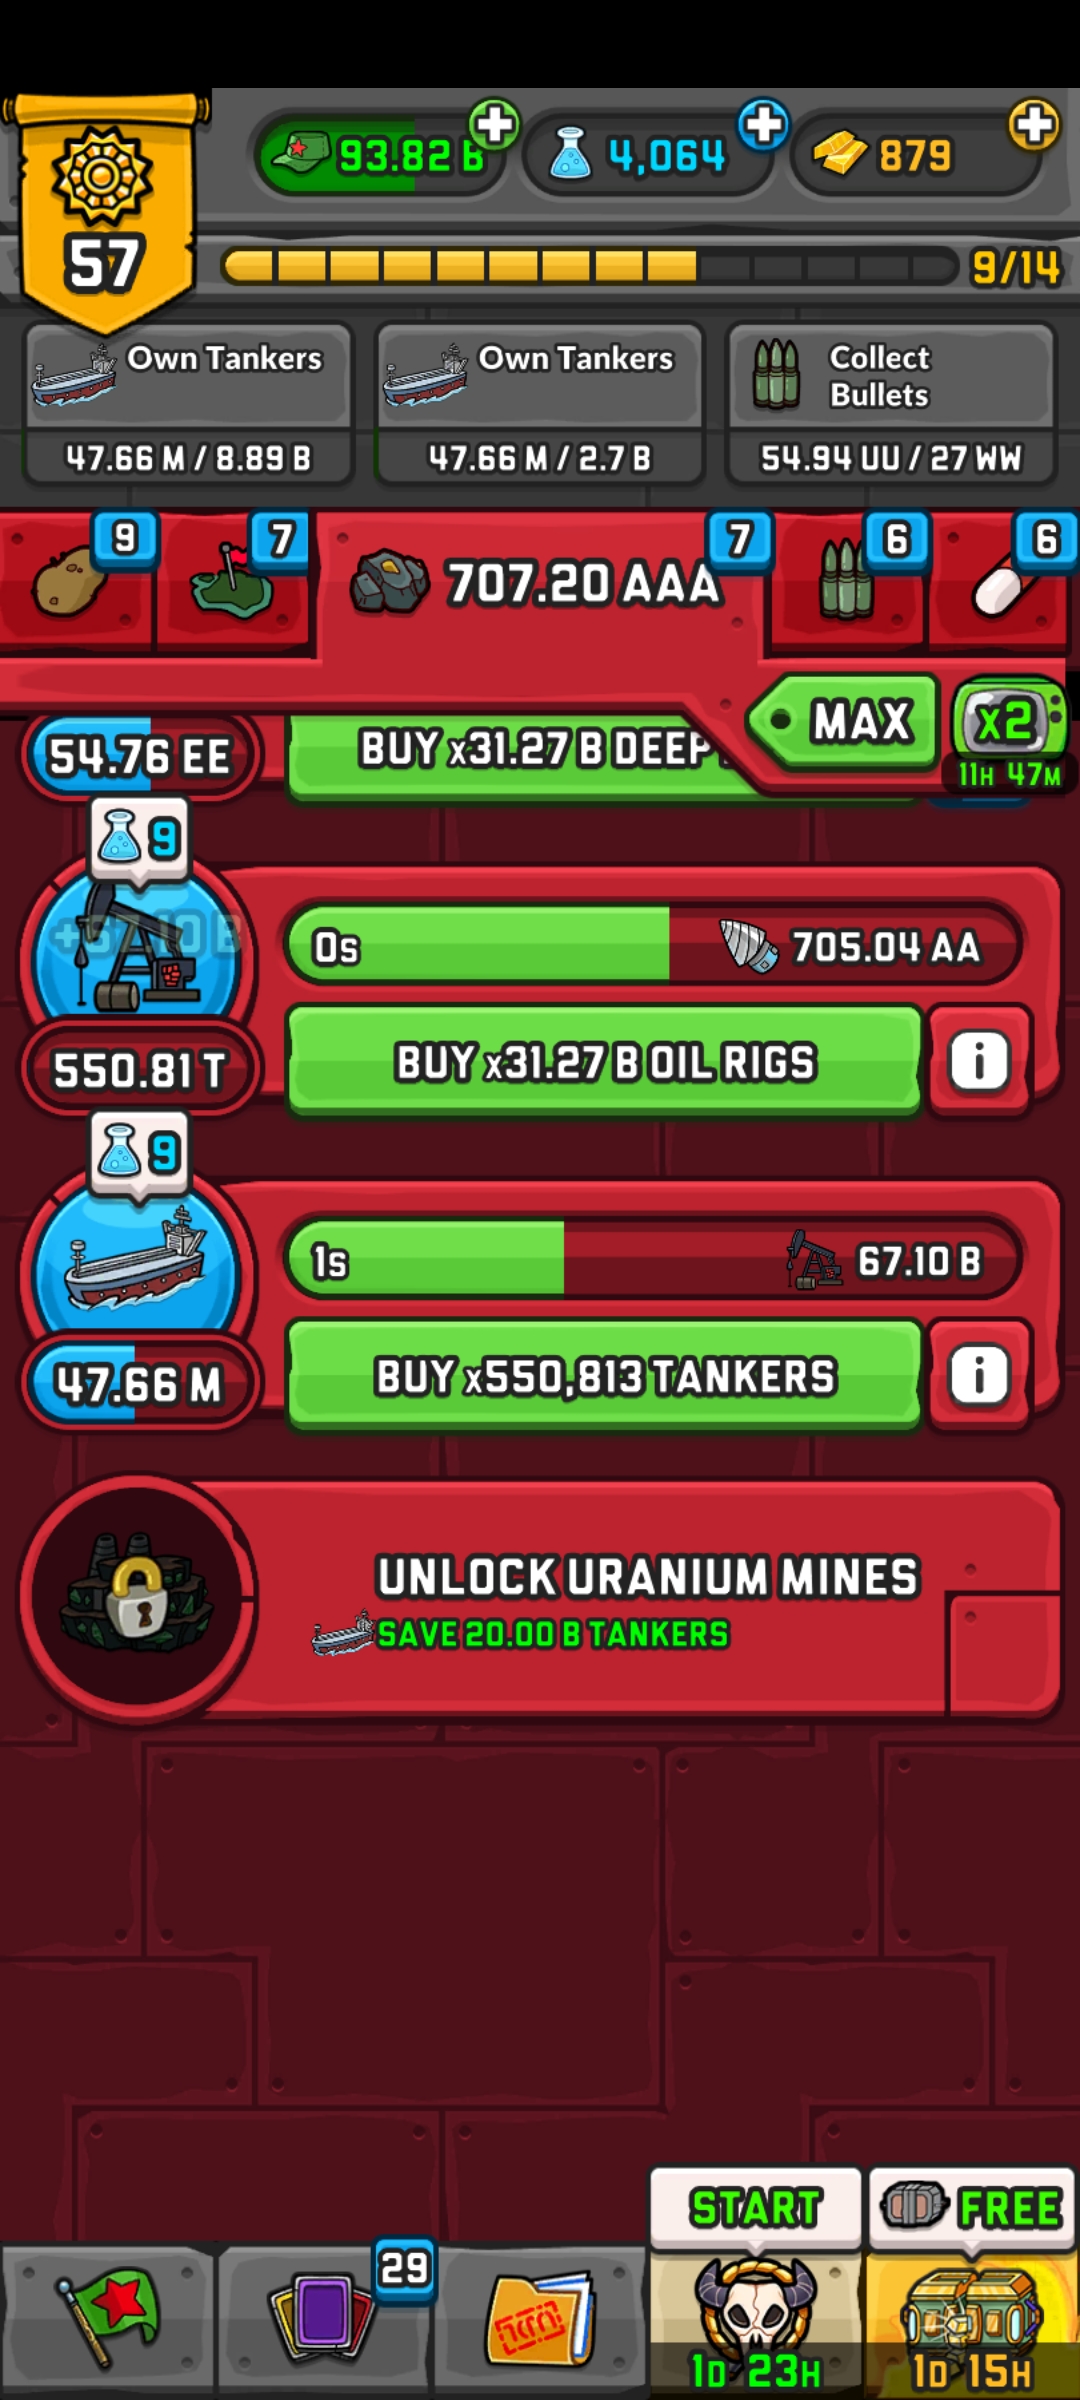 93.82 B
4,064
879
57
9/14
Own Tankers
47.66 M / 8.89 B
Own Tankers
47.66 M / 2.7 B
Collect
Bullets
54.94 UU / 27 WW
9
7
707.20 AAA
7
6
6
MAX
x2
11H 47M
54.76 EE
BUY x31.27 B DEEP
9
+67.10 B
0s
705.04 AA
550.81 T
BUY x31.27 B OIL RIGS
i
9
1s
67.10 B
47.66 M
BUY x550,813 TANKERS
i
UNLOCK URANIUM MINES
SAVE 20.00 B TANKERS
START
FREE
29
1D 23H
1D 15H